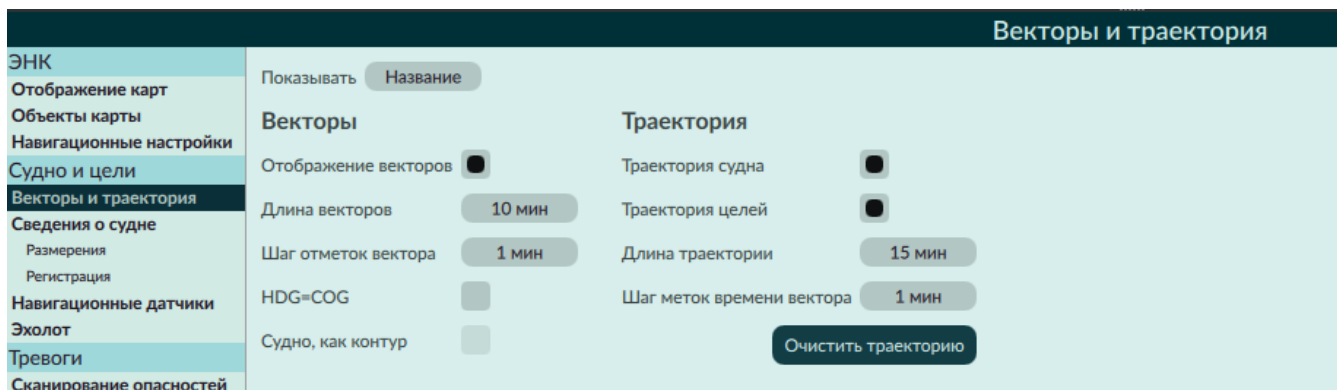 Векторы и траектория
ЭНК
Отображение карт
Объекты карты
Навигационные настройки
Судно и цели
Векторы и траектория
Сведения о судне
Размерения
Регистрация
Навигационные датчики
Эхолот
Тревоги
Сканирование опасностей
Показывать Название
Векторы
Отображение векторов
Длина векторов 10 мин
Шаг отметок вектора 1 мин
HDG=COG
Судно, как контур
Траектория
Траектория судна
Траектория целей
Длина траектории 15 мин
Шаг меток времени вектора 1 мин
Очистить траекторию